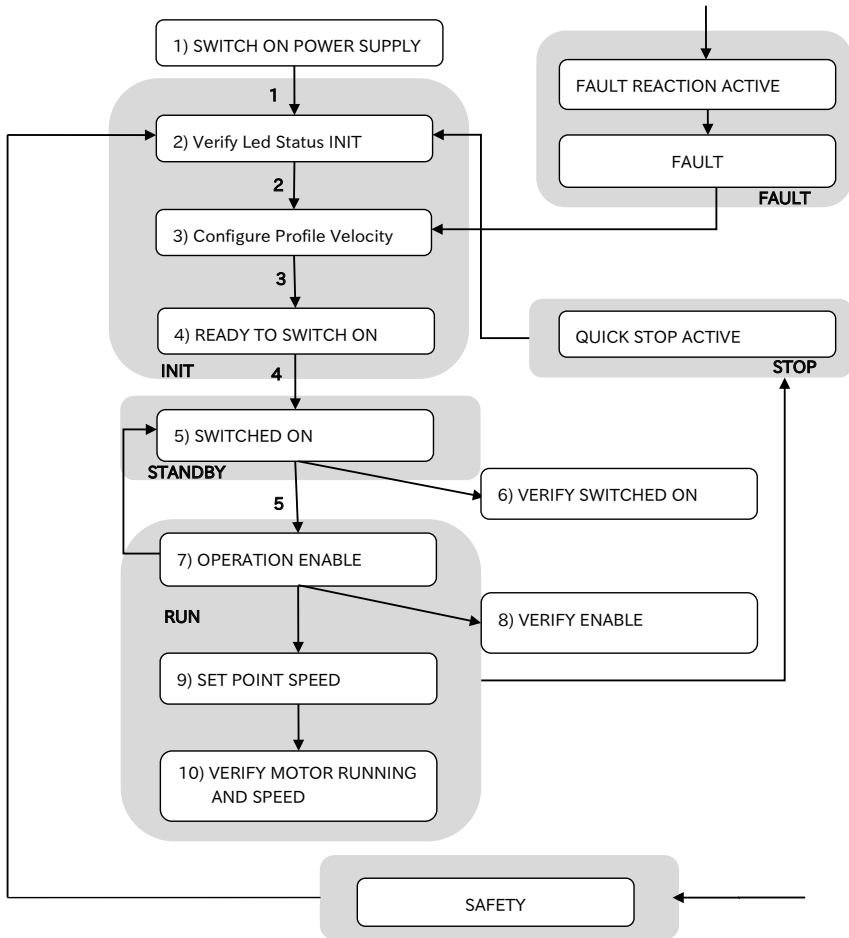 1) SWITCH ON POWER SUPPLY
1
2) Verify Led Status INIT
2
3) Configure Profile Velocity
3
4) READY TO SWITCH ON
INIT
4
5) SWITCHED ON
STANDBY
6) VERIFY SWITCHED ON
5
7) OPERATION ENABLE
RUN
8) VERIFY ENABLE
9) SET POINT SPEED
10) VERIFY MOTOR RUNNING
AND SPEED
FAULT REACTION ACTIVE
FAULT
FAULT
QUICK STOP ACTIVE
STOP
SAFETY